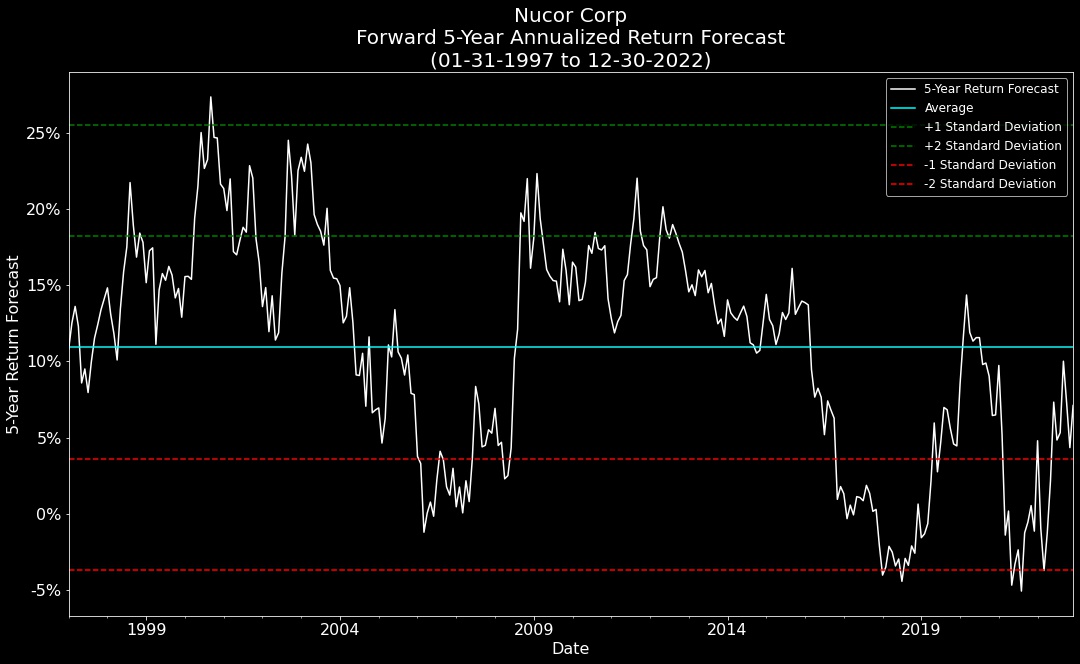 Nucor Corp
Forward 5-Year Annualized Return Forecast
(01-31-1997 to 12-30-2022)
5-Year Return Forecast
Average
+1 Standard Deviation
+2 Standard Deviation
-1 Standard Deviation
-2 Standard Deviation
5-Year Return Forecast
25%
20%
15%
10%
5%
0%
-5%
1999 2004 2009 2014 2019
Date